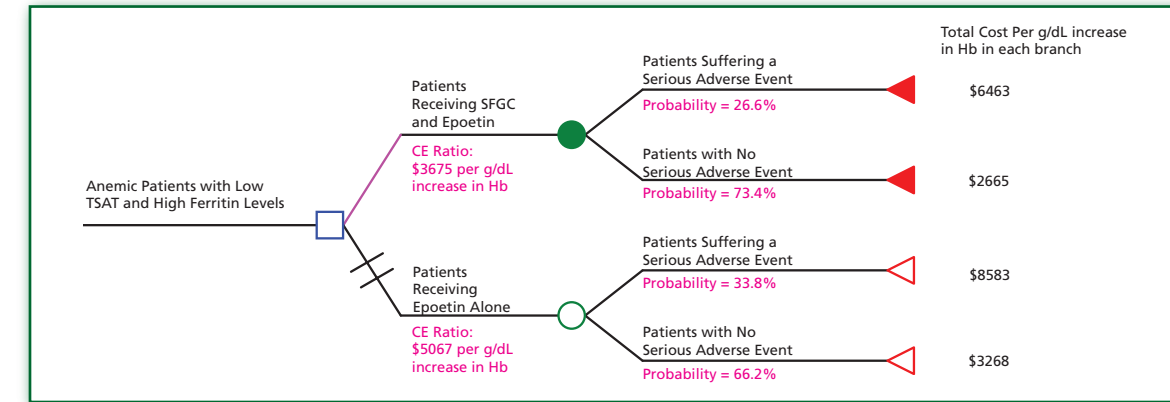 Total Cost Per g/dL increase
in Hb in each branch
Patients Suffering a
Serious Adverse Event
Probability = 26.6%
$6463
Patients
Receiving SFGC
and Epoetin
CE Ratio:
$3675 per g/dL
increase in Hb
Patients with No
Serious Adverse Event
Probability = 73.4%
$2665
Anemic Patients with Low
TSAT and High Ferritin Levels
Patients Suffering a
Serious Adverse Event
Probability = 33.8%
$8583
Patients
Receiving
Epoetin Alone
CE Ratio:
$5067 per g/dL
increase in Hb
Patients with No
Serious Adverse Event
Probability = 66.2%
$3268